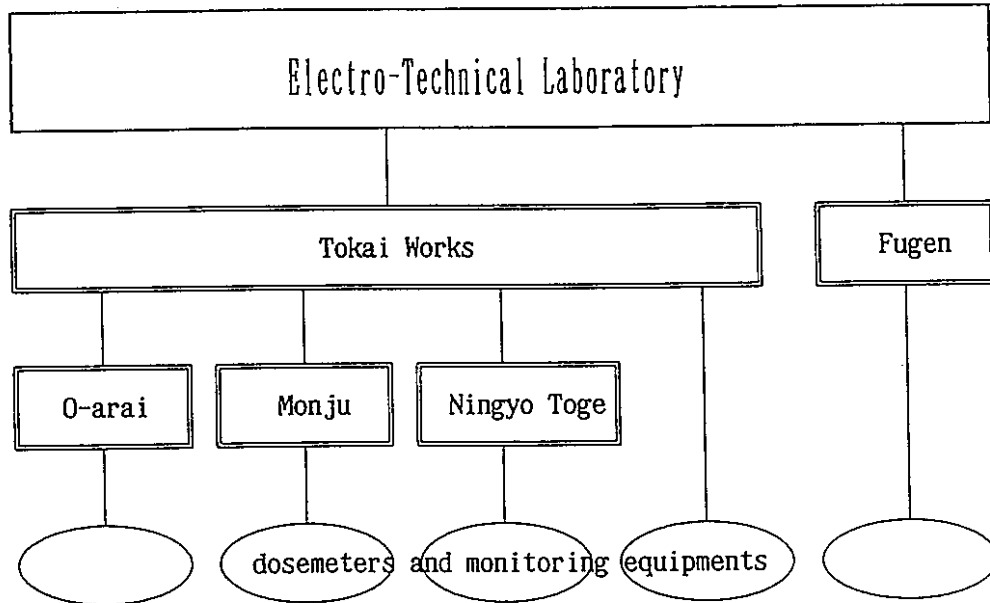 Electro-Technical Laboratory
Tokai Works
Fugen
O-arai
Monju
Ningyo Toge
dosemeters and monitoring equipments